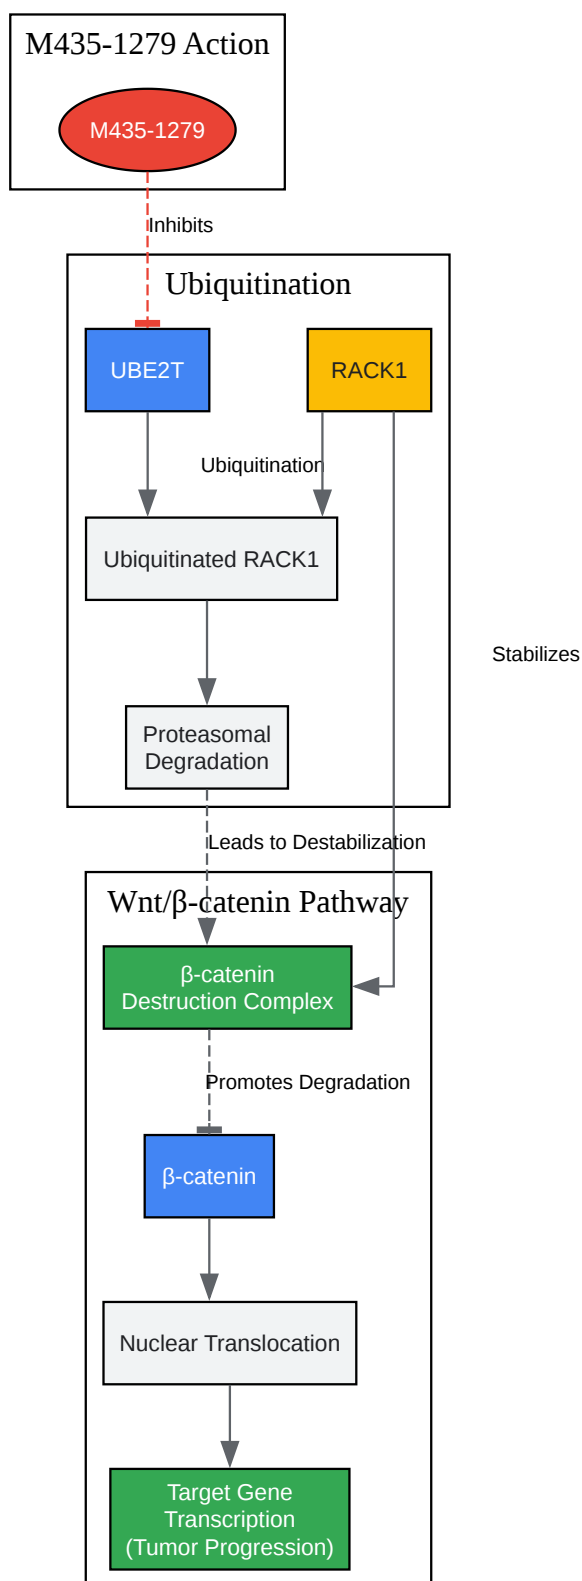 M435-1279 Action
M435-1279
Inhibits
Ubiquitination
UBE2T
RACK1
Ubiquitination
Ubiquitinated RACK1
Stabilizes
Proteasomal
Degradation
Leads to Destabilization
Wnt/β-catenin Pathway
β-catenin
Destruction Complex
Promotes Degradation
β-catenin
Nuclear Translocation
Target Gene
Transcription
(Tumor Progression)